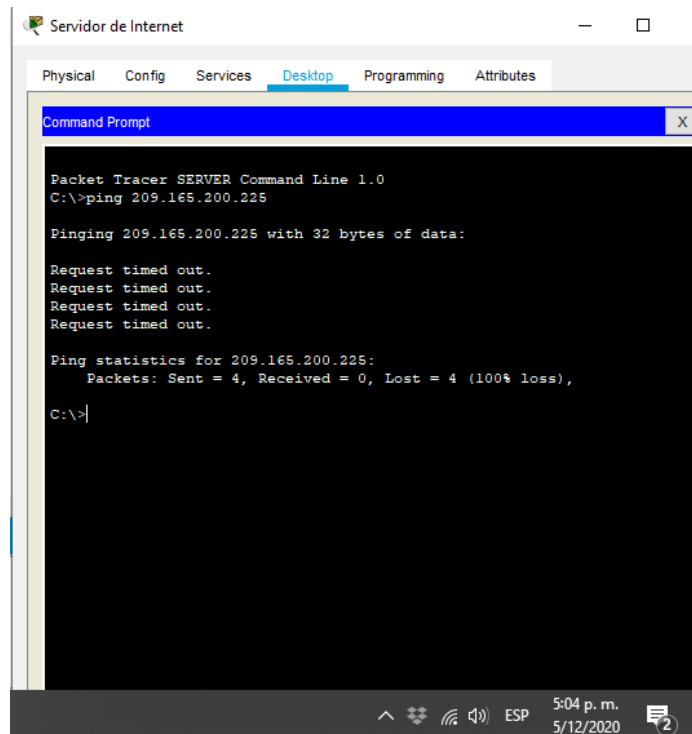 Servidor de Internet
Physical Config Services Desktop Programming Attributes
Command Prompt
X
Packet Tracer SERVER Command Line 1.0
C:\>ping 209.165.200.225
Pinging 209.165.200.225 with 32 bytes of data:
Request timed out.
Request timed out.
Request timed out.
Request timed out.
Ping statistics for 209.165.200.225:
Packets: Sent = 4, Received = 0, Lost = 4 (100% loss),
C:\>
ESP
5:04 p. m.
5/12/2020
2